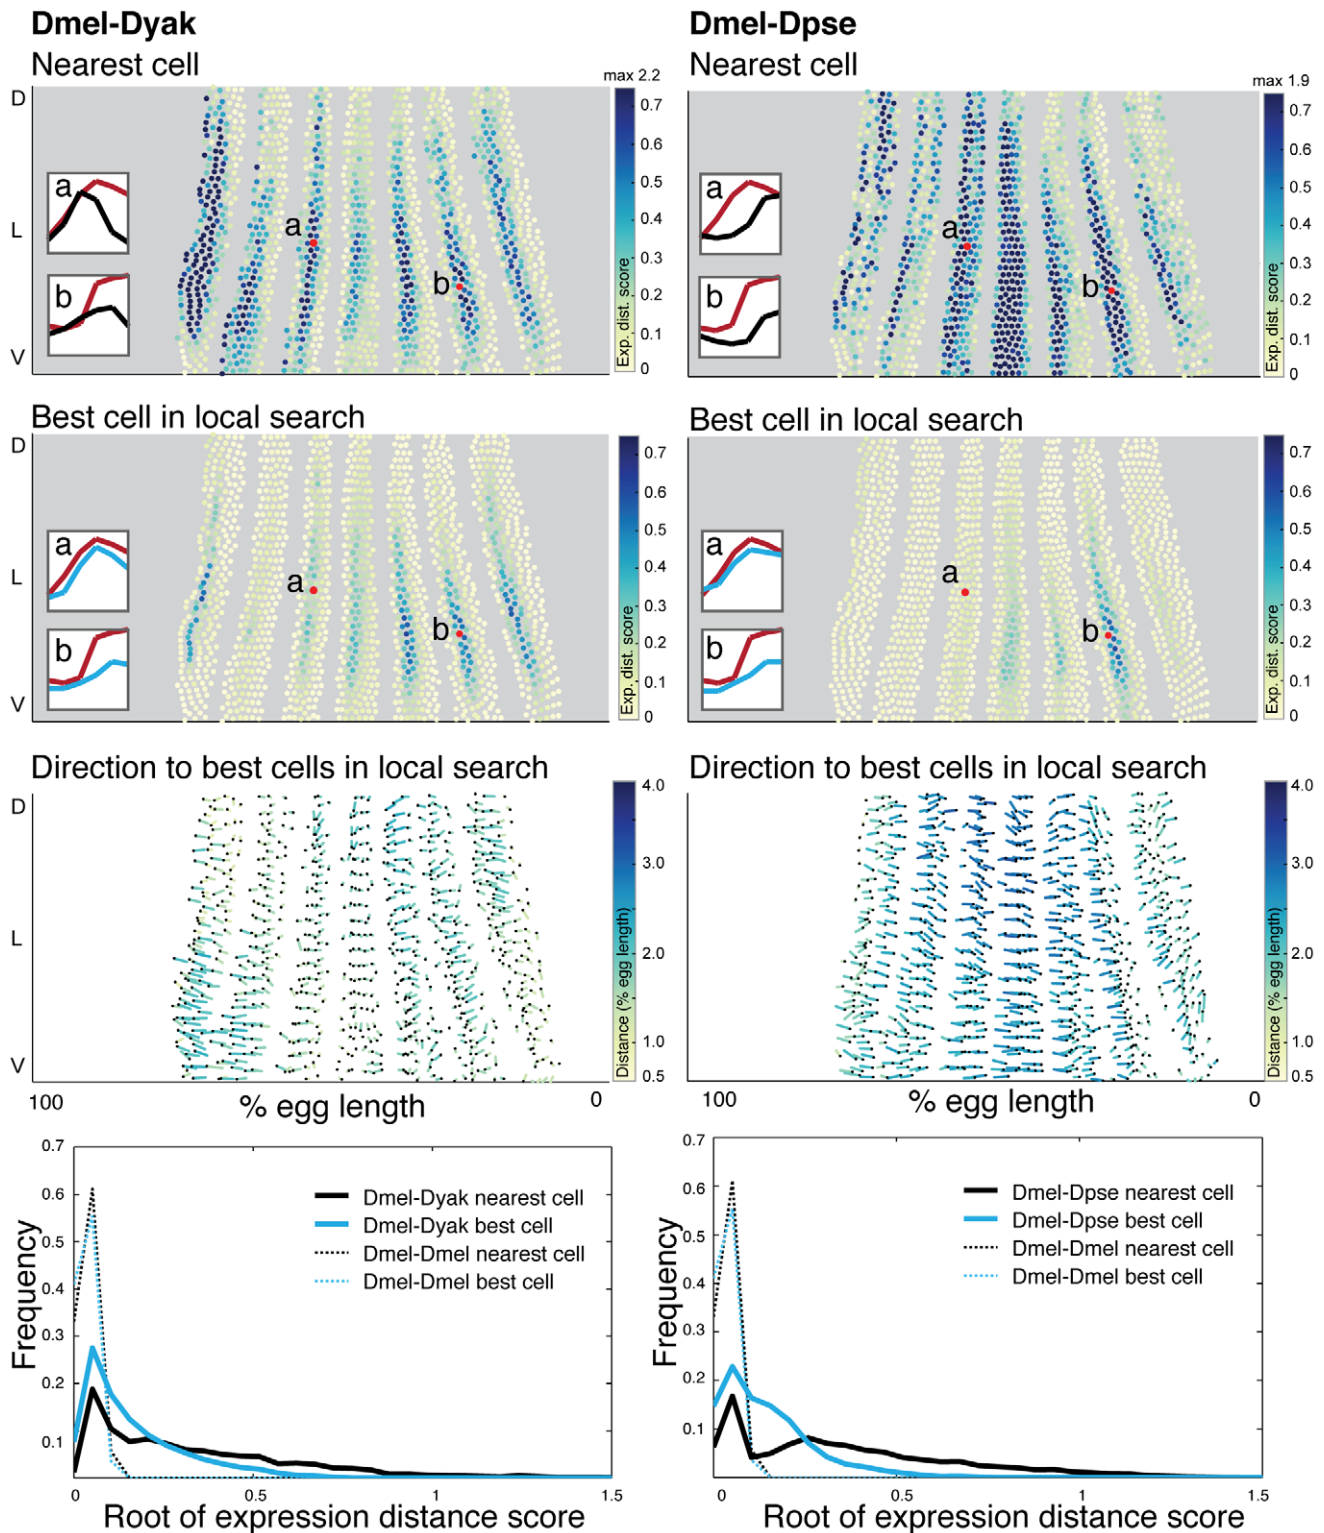 Dmel-Dyak
Nearest cell
max 2.2
D
L
V
a
b
a
b
0.7
0.6
0.5
0.4
0.3
0.2
0.1
0
Exp. dist. score
Dmel-Dpse
Nearest cell
max 1.9
a
b
a
b
0.7
0.6
0.5
0.4
0.3
0.2
0.1
0
Exp. dist. score
Best cell in local search
D
L
V
a
b
a
b
0.7
0.6
0.5
0.4
0.3
0.2
0.1
0
Exp. dist. score
Best cell in local search
a
b
a
b
0.7
0.6
0.5
0.4
0.3
0.2
0.1
0
Exp. dist. score
Direction to best cells in local search
D
L
V
4.0
3.0
2.0
1.0
0.5
Distance (% egg length)
100
% egg length
0
Direction to best cells in local search
4.0
3.0
2.0
1.0
0.5
Distance (% egg length)
100
% egg length
0
0.7
0.6
0.5
0.4
0.3
0.2
0.1
Frequency
Dmel-Dyak nearest cell
Dmel-Dyak best cell
Dmel-Dmel nearest cell
Dmel-Dmel best cell
0
0.5
1
1.5
Root of expression distance score
0.7
0.6
0.5
0.4
0.3
0.2
0.1
Frequency
Dmel-Dpse nearest cell
Dmel-Dpse best cell
Dmel-Dmel nearest cell
Dmel-Dmel best cell
0
0.5
1
1.5
Root of expression distance score